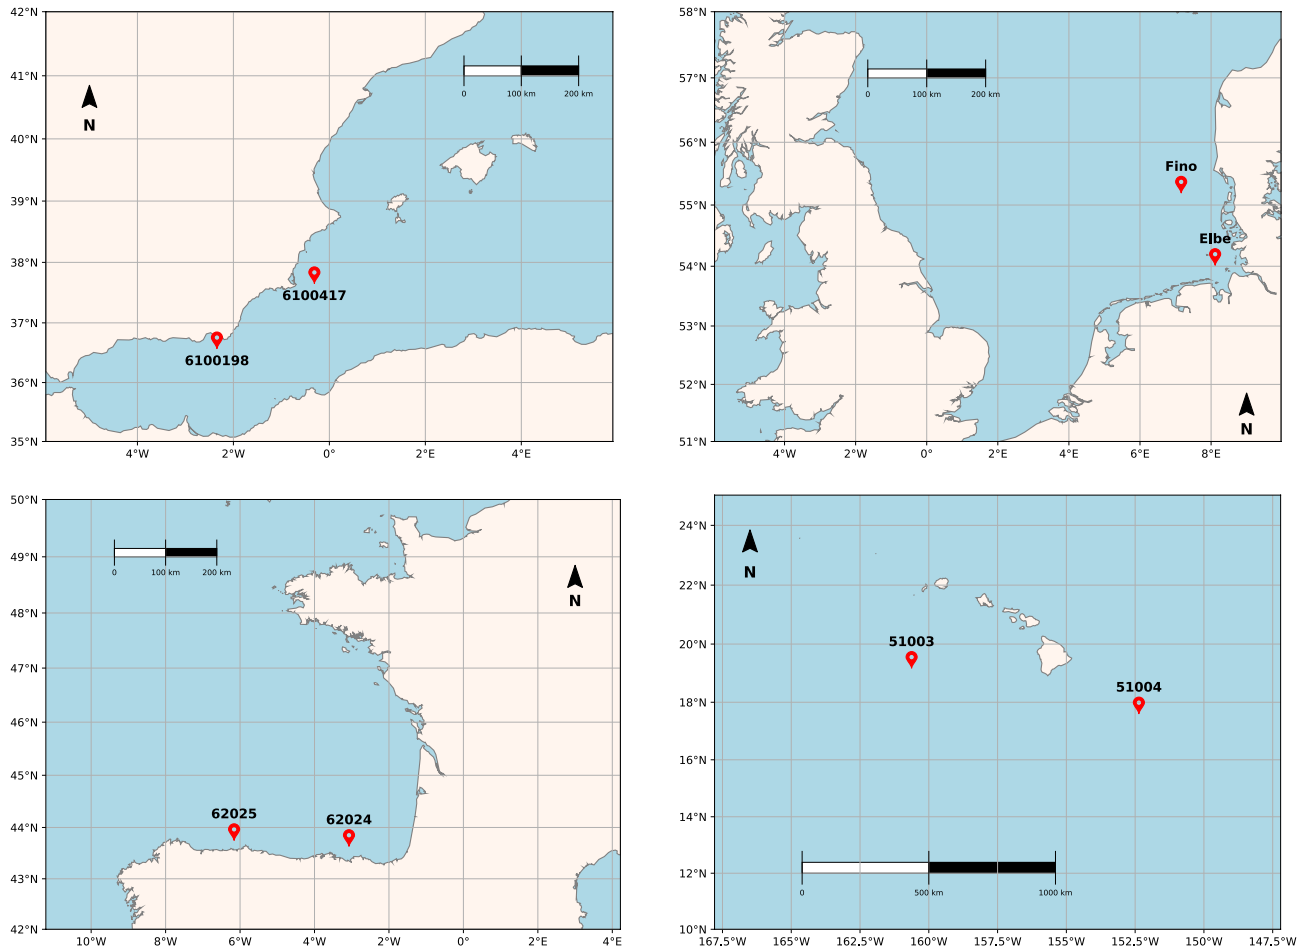 42°N
41°N
40°N
39°N
38°N
37°N
36°N
35°N
4°W
2°W
0°
2°E
4°E
N
0
100 km
200 km
6100417
6100198
58°N
57°N
56°N
55°N
54°N
53°N
52°N
51°N
4°W
2°W
0°
2°E
4°E
6°E
8°E
0
100 km
200 km
Fino
Elbe
N
50°N
49°N
48°N
47°N
46°N
45°N
44°N
43°N
42°N
10°W
8°W
6°W
4°W
2°W
0°
2°E
4°E
0
100 km
200 km
N
62025
62024
24°N
22°N
20°N
18°N
16°N
14°N
12°N
10°N
167.5°W
165°W
162.5°W
160°W
157.5°W
155°W
152.5°W
150°W
147.5°W
N
51003
51004
0
500 km
1000 km